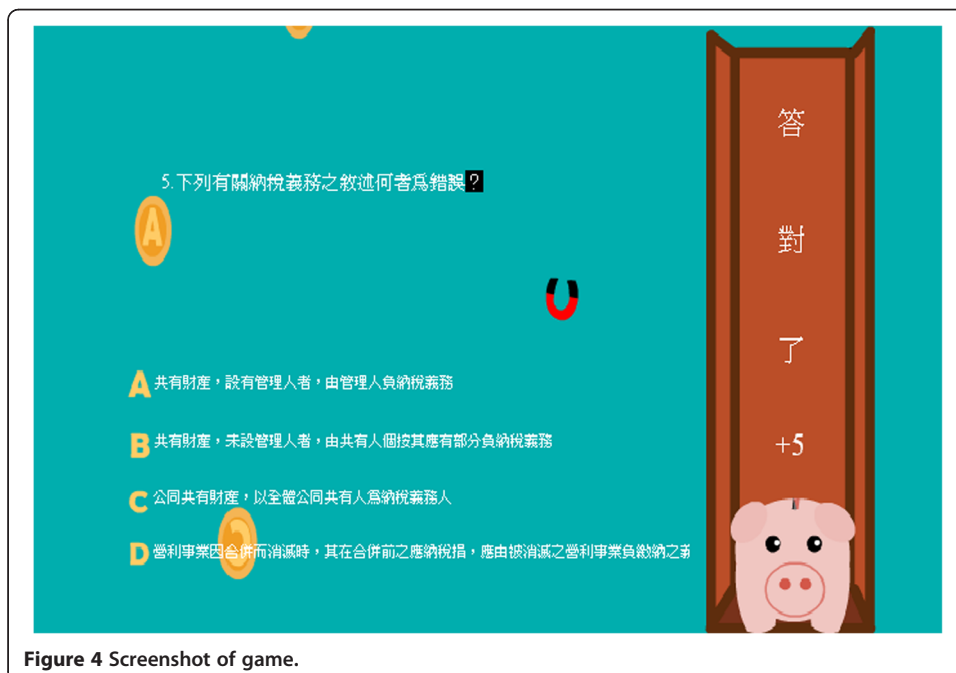 5.下列有關納稅義務之敘述何者為錯誤?
A
A 共有財產,設有管理人者,由管理人負納稅義務
B 共有財產,未設管理人者,由共有人個按其應有部分負納稅義務
C 公同共有財產,以全體公同共有人為納稅義務人
D 營利事業因合併而消滅時,其在合併前之應納稅捐,應由被消滅之營利事業負繳納之義
答
對
了
+5
Figure 4 Screenshot of game.